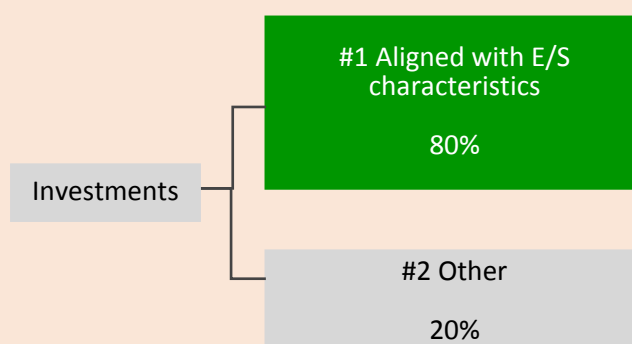 #1 Aligned with E/S
characteristics
80%
Investments
#2 Other
20%